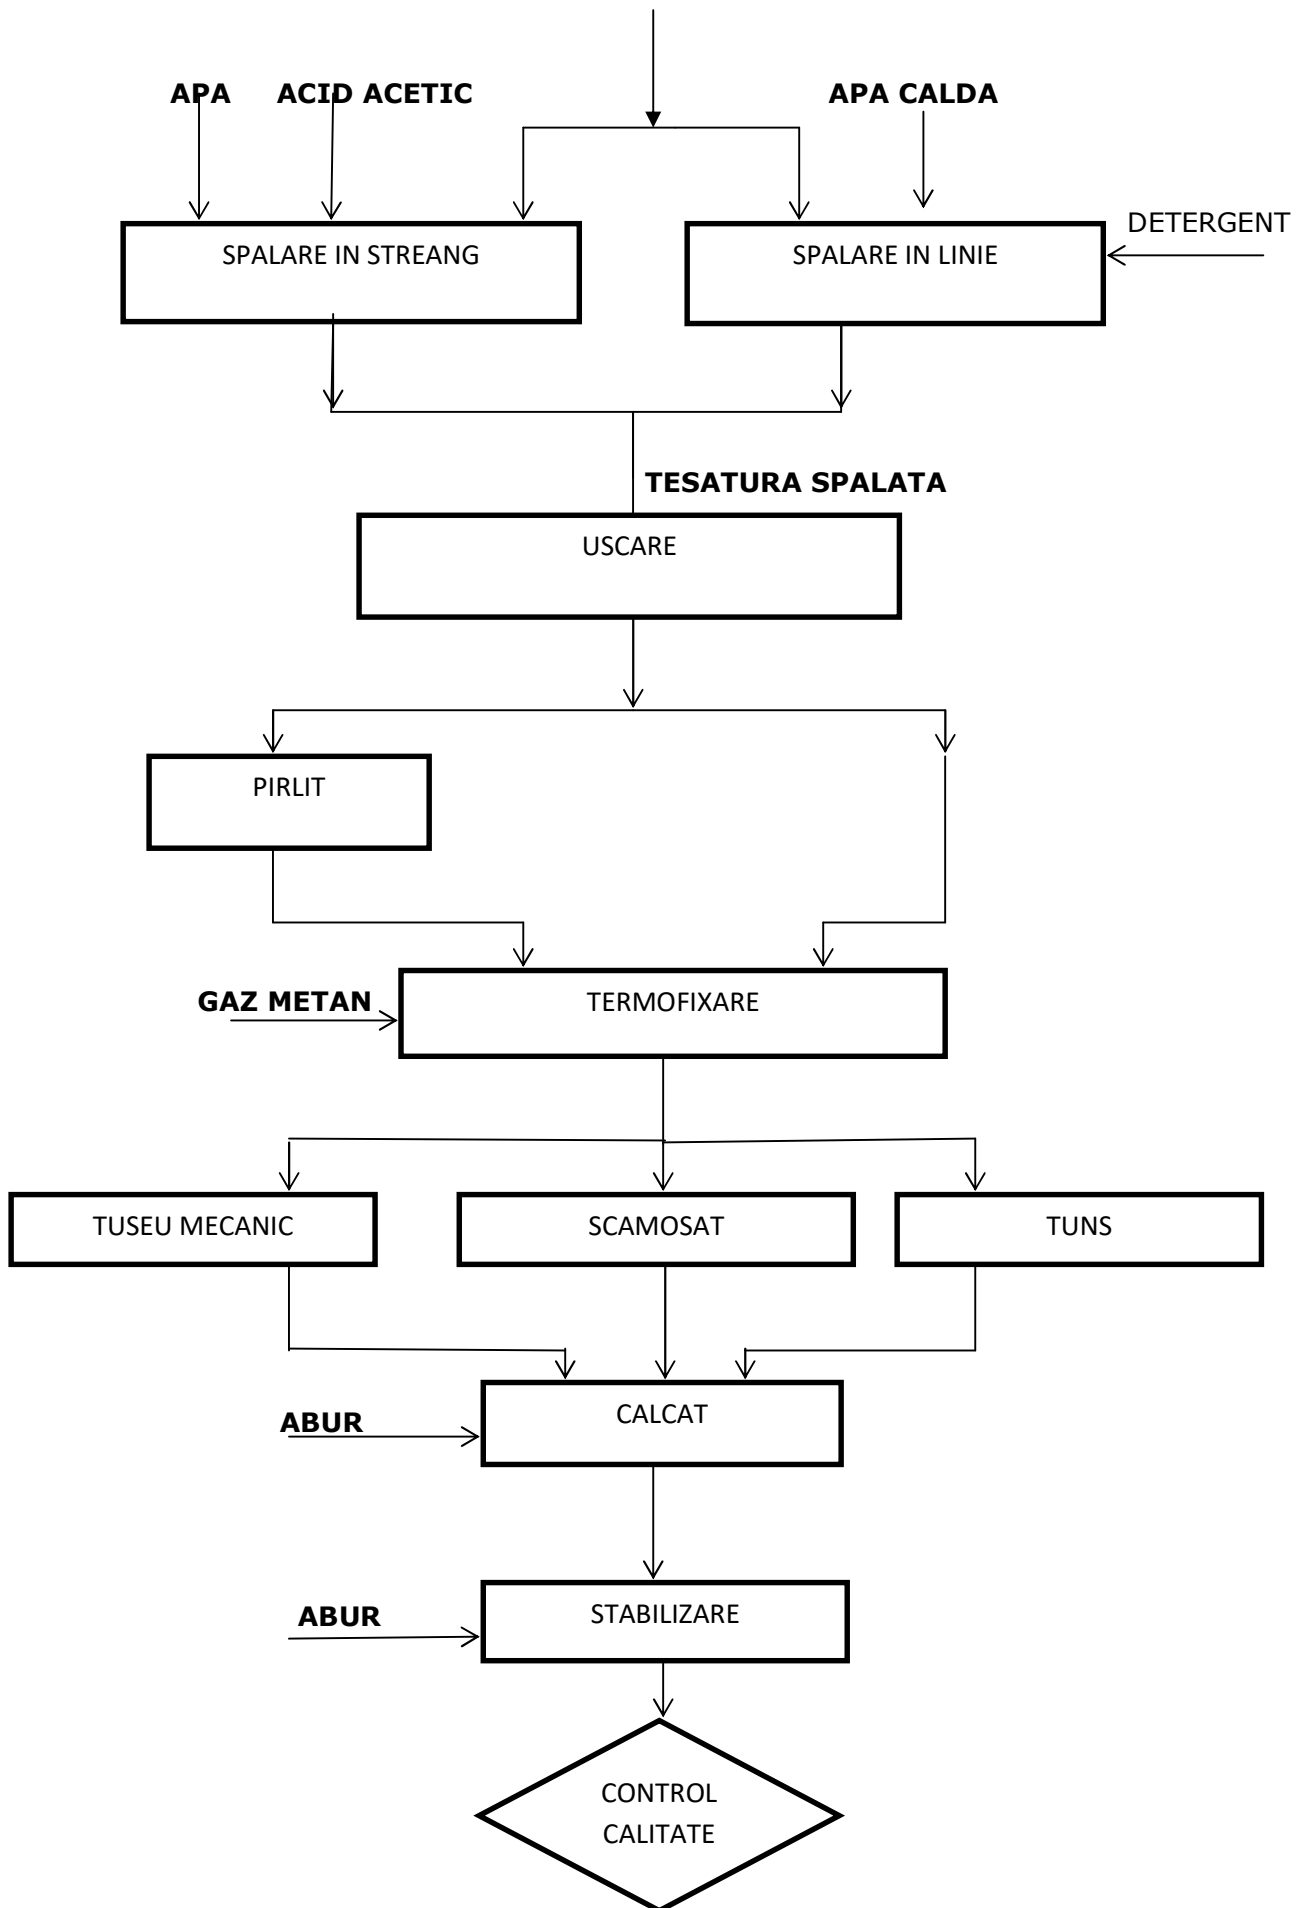 APA
ACID ACETIC
APA CALDA
DETERGENT
SPALARE IN STREANG
SPALARE IN LINIE
TESATURA SPALATA
USCARE
PIRLIT
GAZ METAN
TERMOFIXARE
TUSEU MECANIC
SCAMOSAT
TUNS
ABUR
CALCAT
ABUR
STABILIZARE
CONTROL
CALITATE